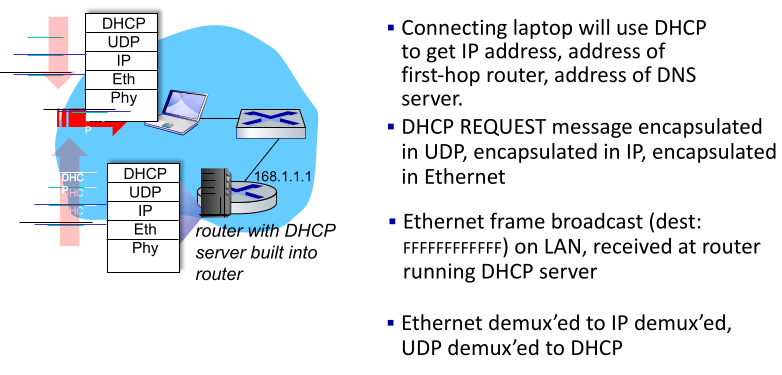 DHCP
UDP
IP
Eth
Phy
P
168.1.1.1
DHC
P
HC
HC
DHCP
UDP
IP
Eth
Phy
router with DHCP
server built into
router
▪ Connecting laptop will use DHCP
to get IP address, address of
first-hop router, address of DNS
server.
▪ DHCP REQUEST message encapsulated
in UDP, encapsulated in IP, encapsulated
in Ethernet
▪ Ethernet frame broadcast (dest:
FFFFFFFFFFFF) on LAN, received at router
running DHCP server
▪ Ethernet demux’ed to IP demux’ed,
UDP demux’ed to DHCP